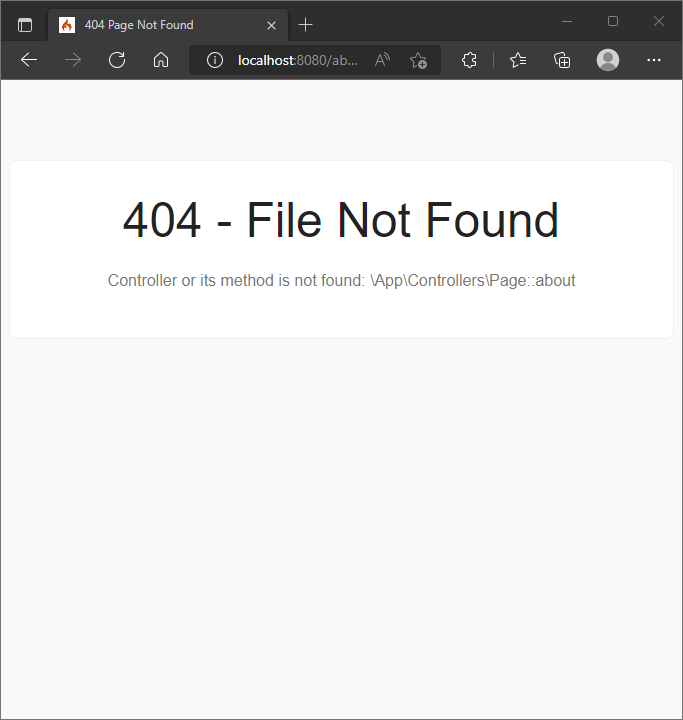 404 Page Not Found
localhost:8080/ab...
404 - File Not Found
Controller or its method is not found: \App\Controllers\Page::about